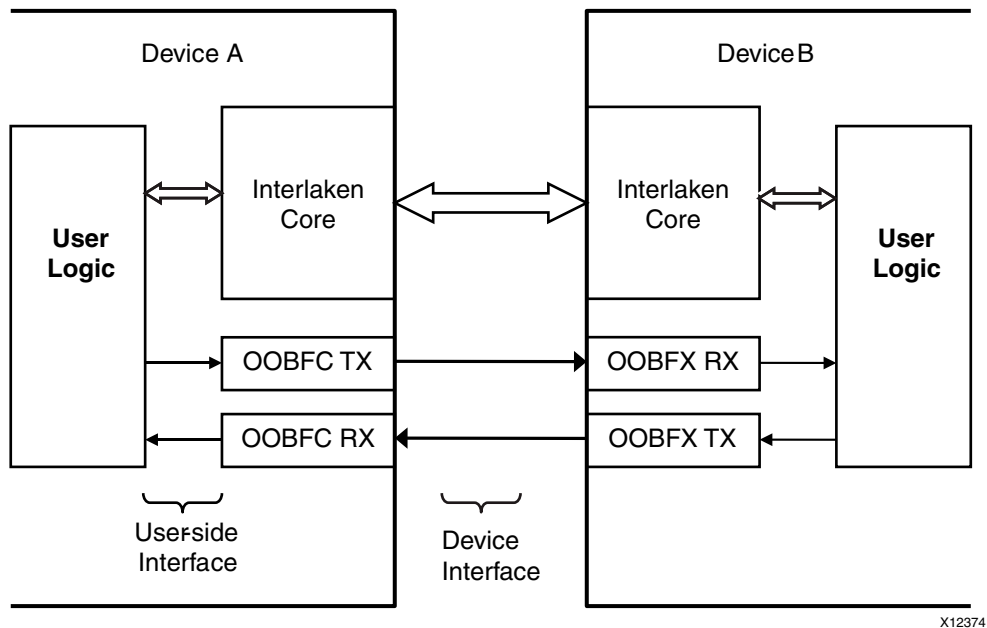 Device A
Device B
Interlaken
Core
Interlaken
Core
User
Logic
User
Logic
OOBFC TX
OOBFX RX
OOBFC RX
OOBFX TX
User-side
Interface
Device
Interface
X12374